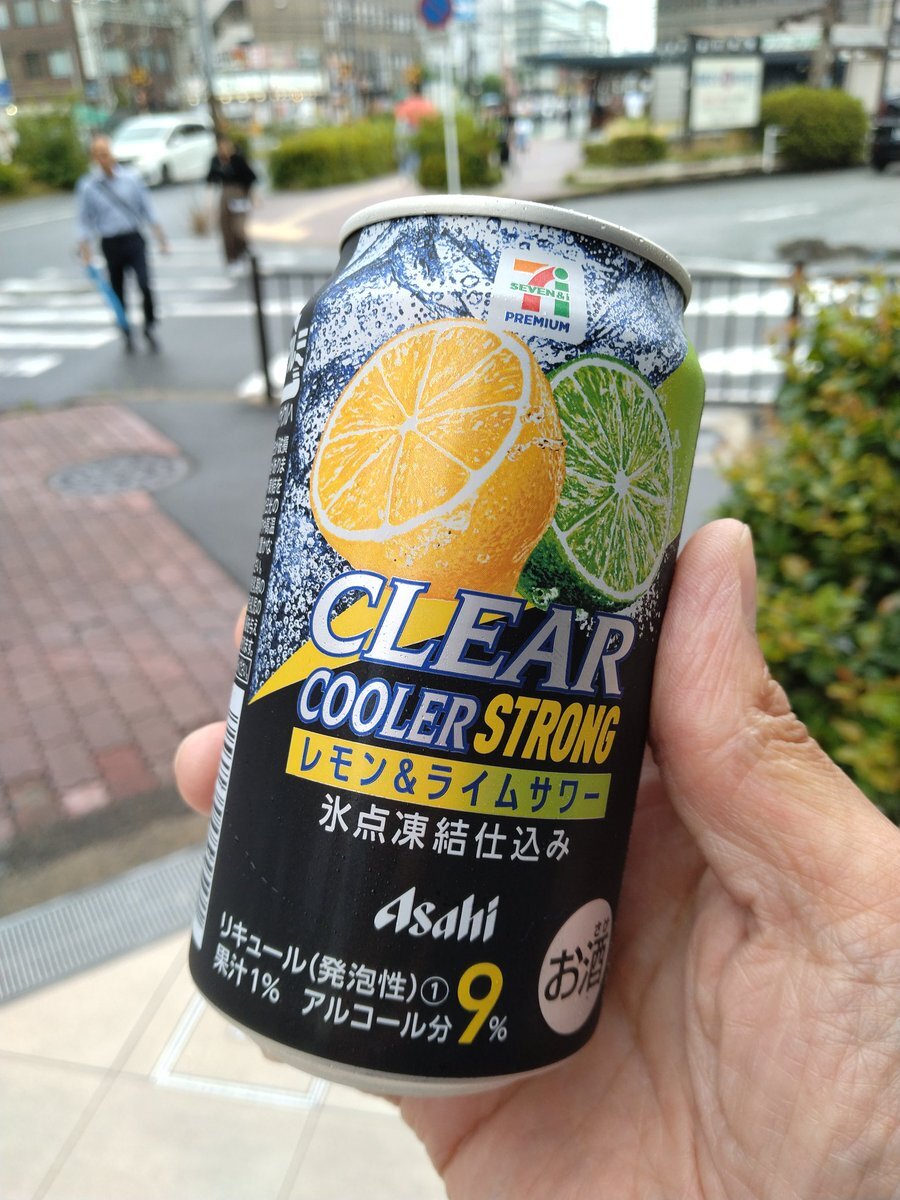 SEVEN&i
PREMIUM
CLEAR
COOLER STRONG
レモン&ライムサワー
氷点凍結仕込み
Asahi
リキュール(発泡性)①
果汁1% アルコール分9%
さけ
お酒